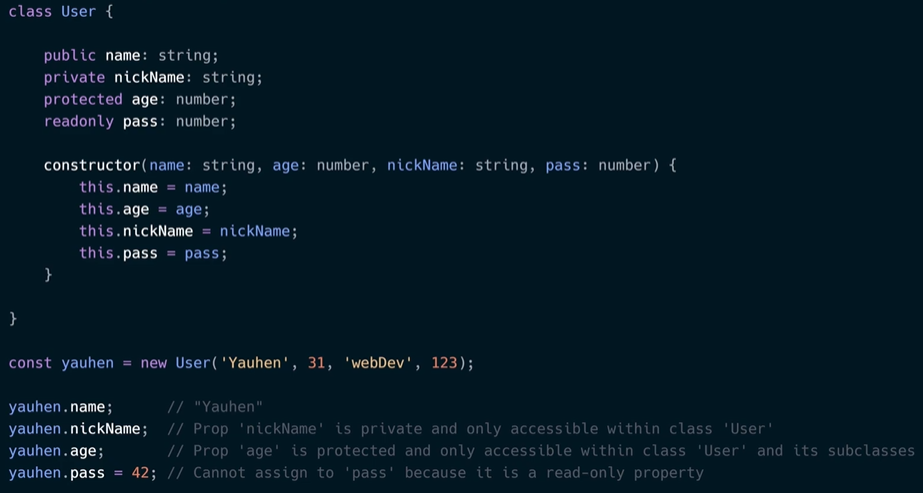 class User {
public name: string;
private nickName: string;
protected age: number;
readonly pass: number;
constructor(name: string, age: number, nickName: string, pass: number) {
this.name = name;
this.age = age;
this.nickName = nickName;
this.pass = pass;
}
}
const yauhen = new User('Yauhen', 31, 'webDev', 123);
yauhen.name; // "Yauhen"
yauhen.nickName; // Prop 'nickName' is private and only accessible within class 'User'
yauhen.age; // Prop 'age' is protected and only accessible within class 'User' and its subclasses
yauhen.pass = 42; // Cannot assign to 'pass' because it is a read-only property